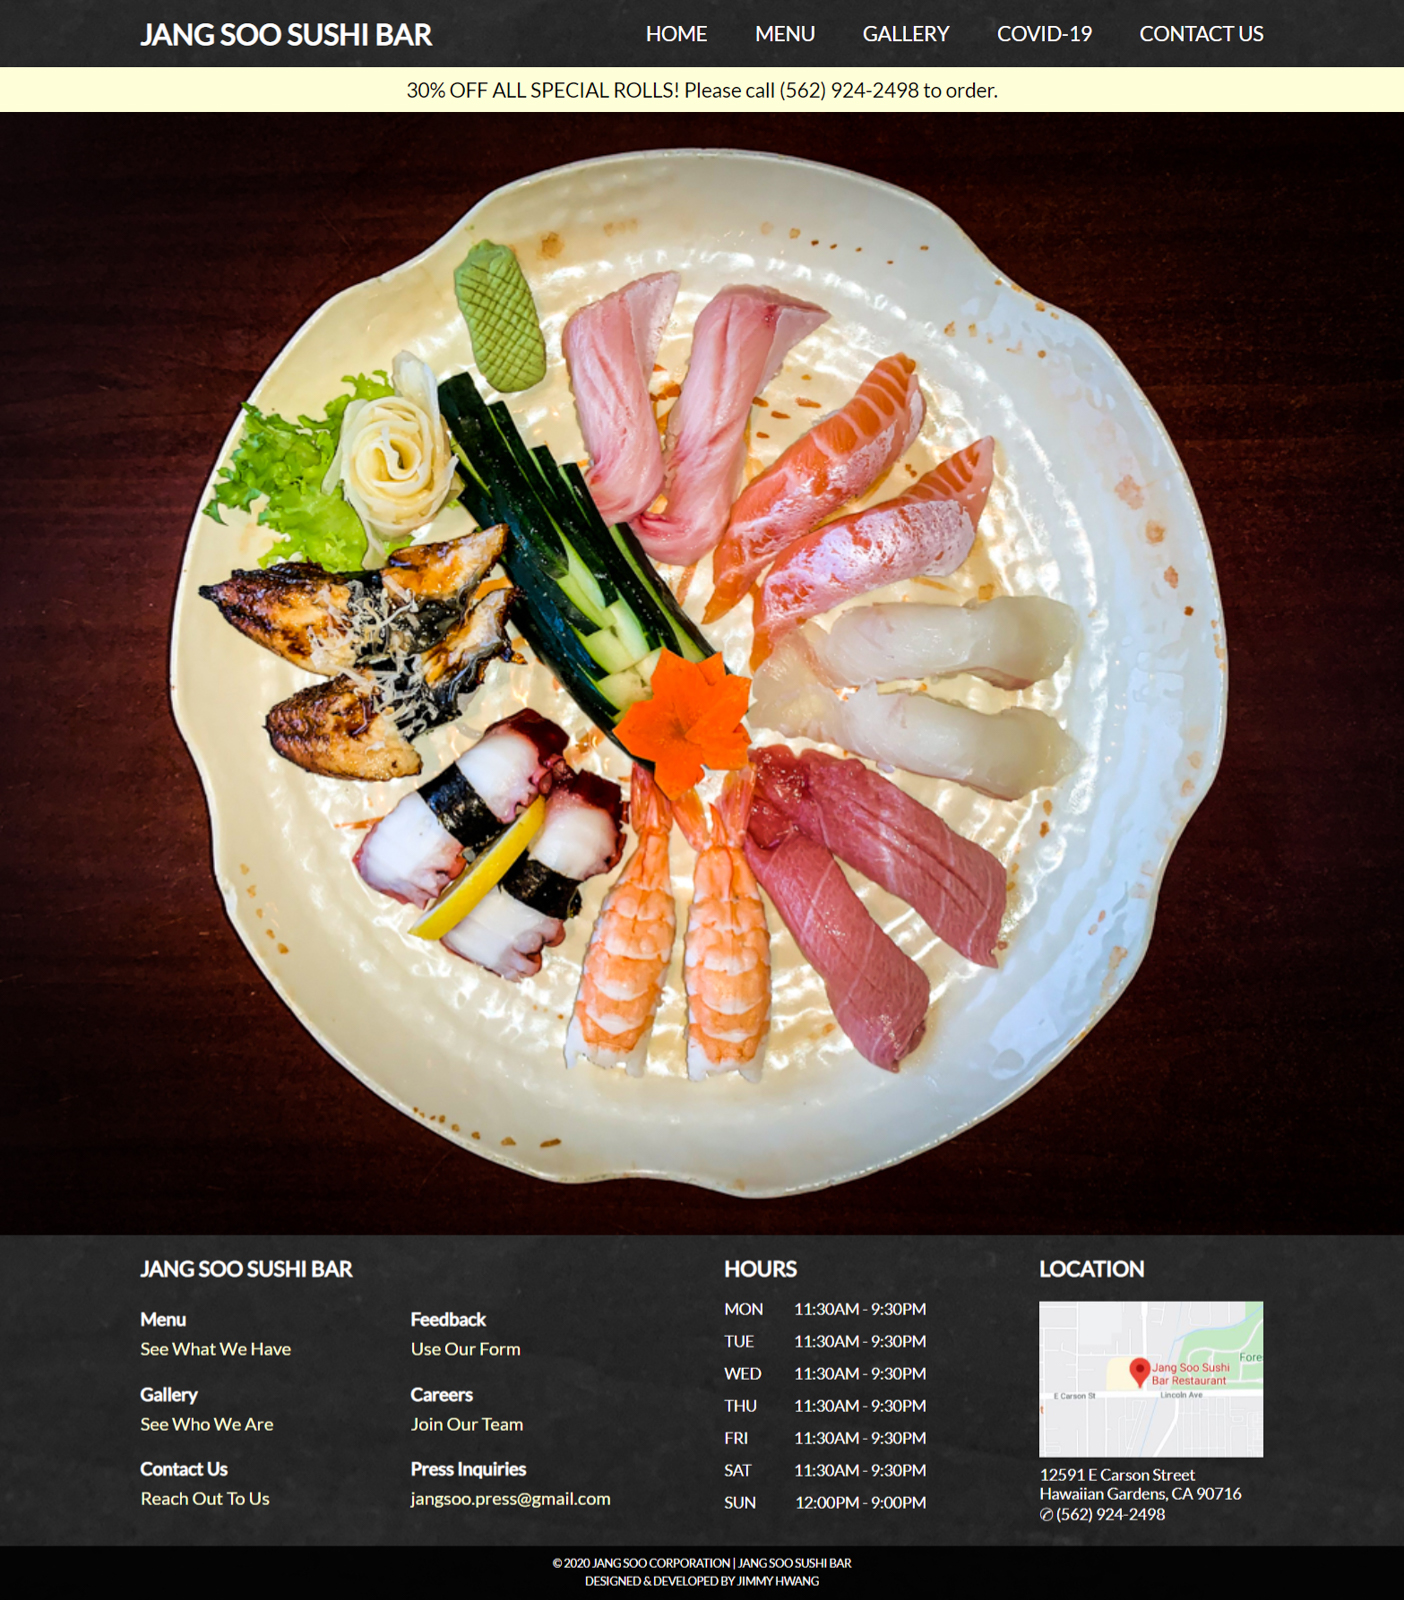 JANG SOO SUSHI BAR
HOME MENU GALLERY COVID-19 CONTACT US
30% OFF ALL SPECIAL ROLLS! Please call (562) 924-2498 to order.
JANG SOO SUSHI BAR
Menu
See What We Have
Gallery
See Who We Are
Contact Us
Reach Out To Us
Feedback
Use Our Form
Careers
Join Our Team
Press Inquiries
jangsoo.press@gmail.com
HOURS
MON 11:30AM - 9:30PM
TUE 11:30AM - 9:30PM
WED 11:30AM - 9:30PM
THU 11:30AM - 9:30PM
FRI 11:30AM - 9:30PM
SAT 11:30AM - 9:30PM
SUN 12:00PM - 9:00PM
LOCATION
Fore
Jang Soo Sushi
Bar Restaurant
E Carson St
Lincoln Ave
12591 E Carson Street
Hawaiian Gardens, CA 90716
✆ (562) 924-2498
© 2020 JANG SOO CORPORATION | JANG SOO SUSHI BAR
DESIGNED & DEVELOPED BY JIMMY HWANG